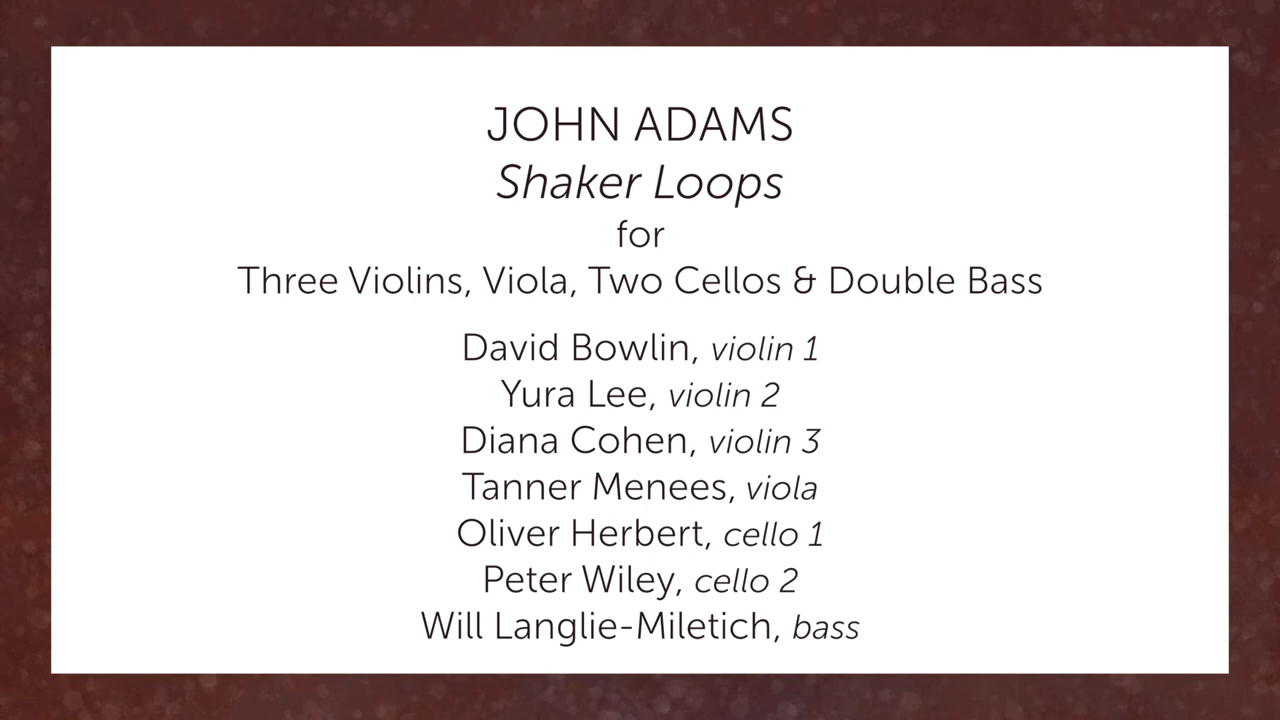 JOHN ADAMS
Shaker Loops
for
Three Violins, Viola, Two Cellos & Double Bass
David Bowlin, violin 1
Yura Lee, violin 2
Diana Cohen, violin 3
Tanner Menees, viola
Oliver Herbert, cello 1
Peter Wiley, cello 2
Will Langlie-Miletich, bass